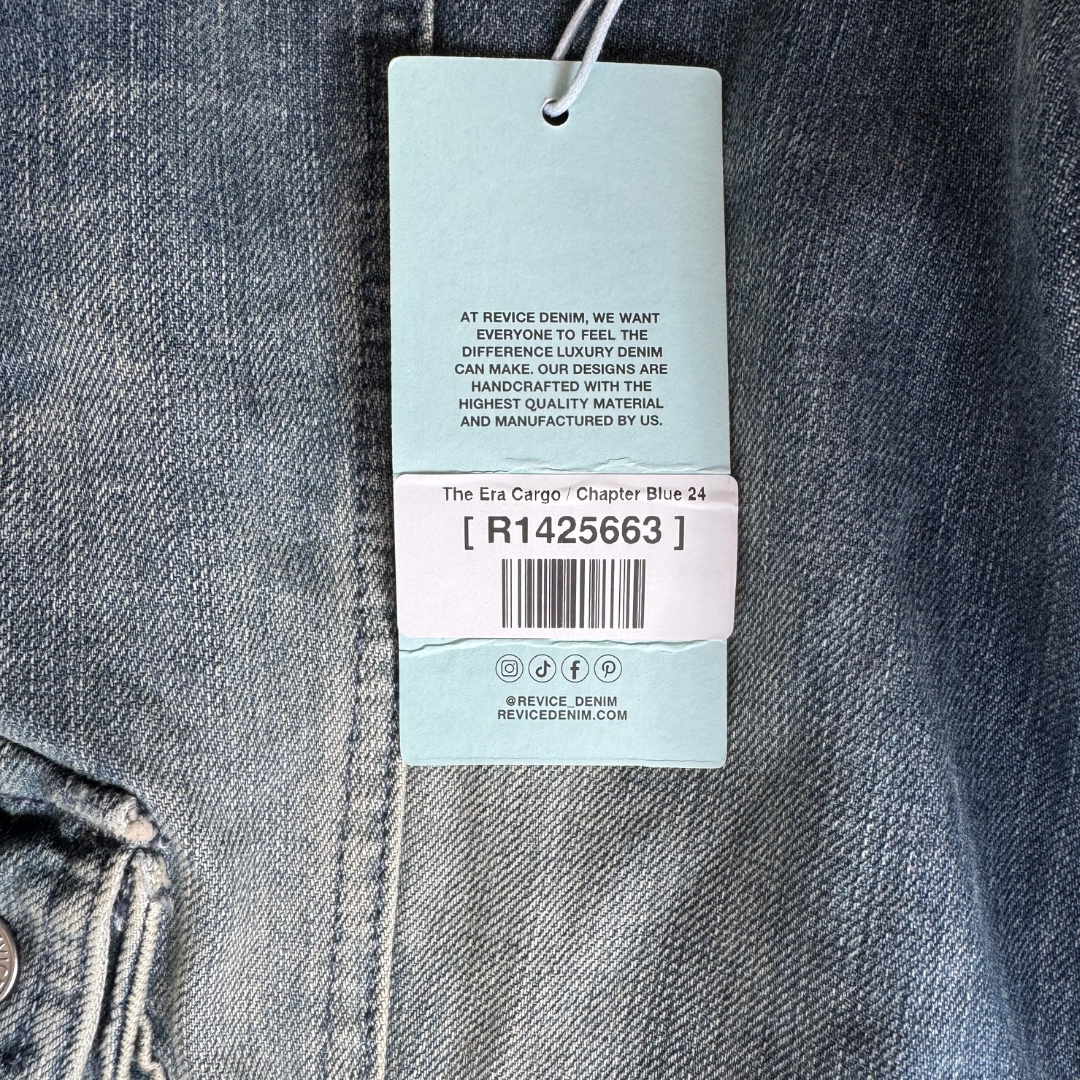 AT REVICE DENIM, WE WANT
EVERYONE TO FEEL THE
DIFFERENCE LUXURY DENIM
CAN MAKE. OUR DESIGNS ARE
HANDCRAFTED WITH THE
HIGHEST QUALITY MATERIAL
AND MANUFACTURED BY US.
The Era Cargo / Chapter Blue 24
[ R1425663 ]
@REVICE_DENIM
REVICEDENIM.COM